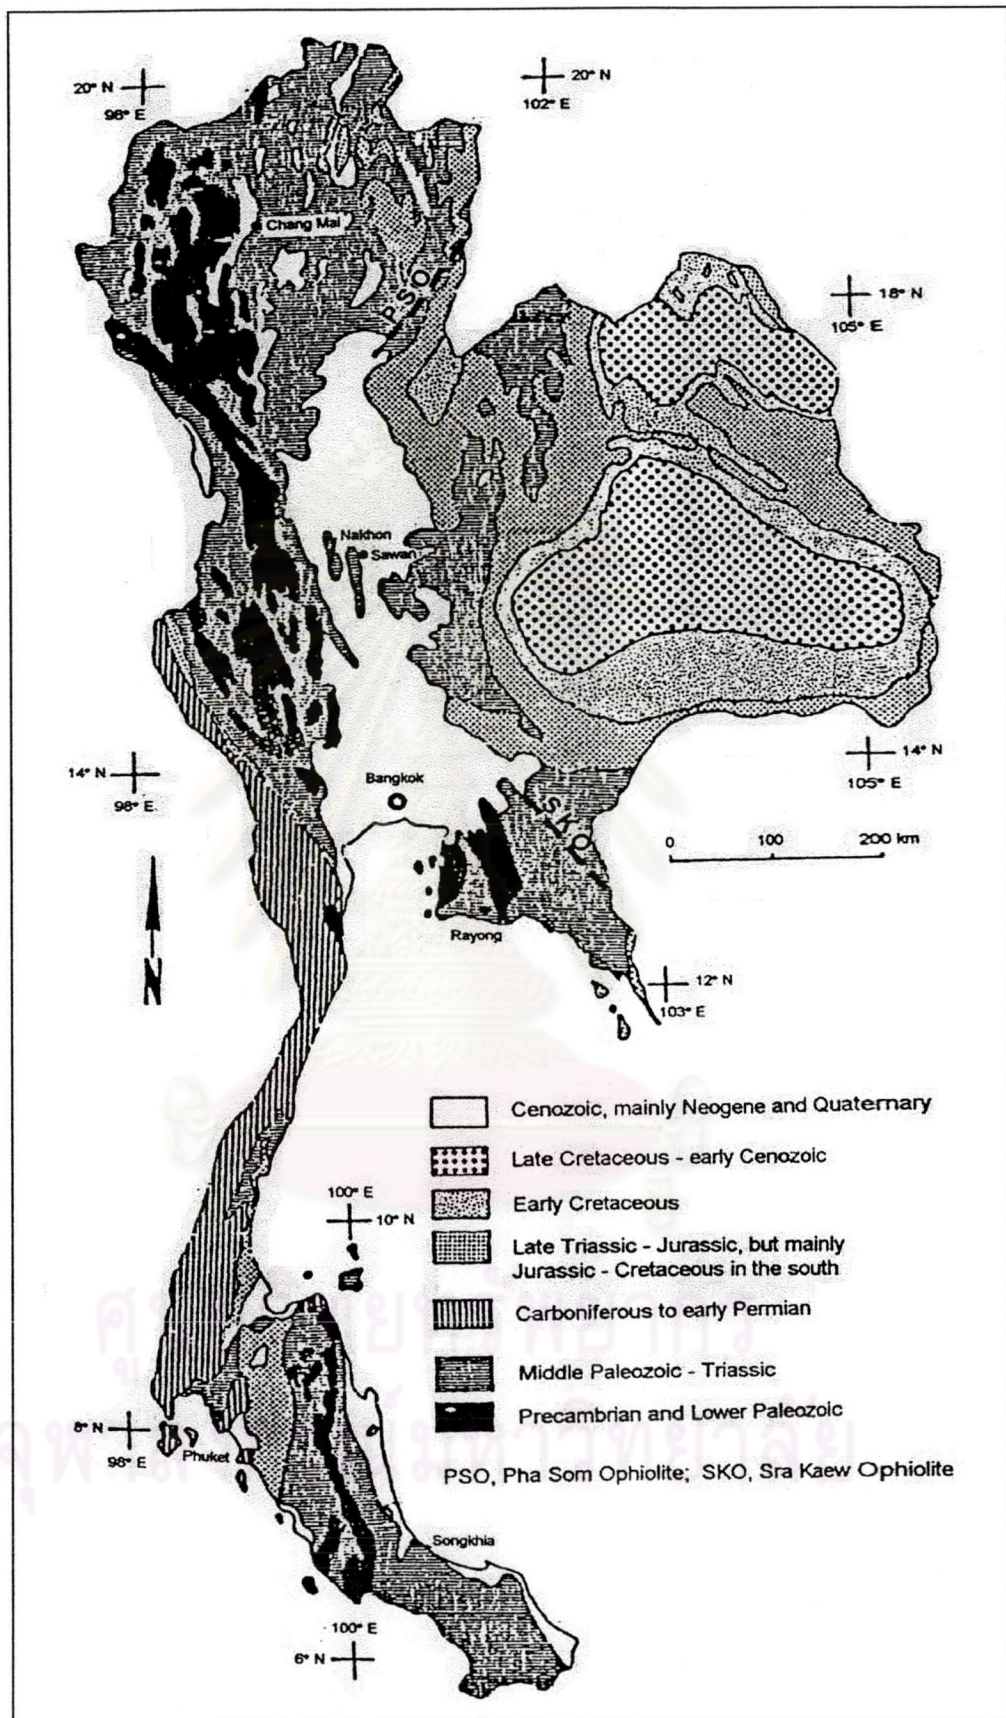 20° N
98° E
20° N
102° E
Chang Mai
PSO
18° N
105° E
Nakhon
Sawan
14° N
98° E
Bangkok
SKO
14° N
105° E
0 100 200 km
N
Rayong
12° N
103° E
Cenozoic, mainly Neogene and Quaternary
Late Cretaceous - early Cenozoic
100° E
10° N
Early Cretaceous
Late Triassic - Jurassic, but mainly
Jurassic - Cretaceous in the south
Carboniferous to early Permian
Middle Paleozoic - Triassic
Precambrian and Lower Paleozoic
8° N
98° E
Phuket
PSO, Pha Som Ophiolite; SKO, Sra Kaew Ophiolite
Songkhia
100° E
6° N